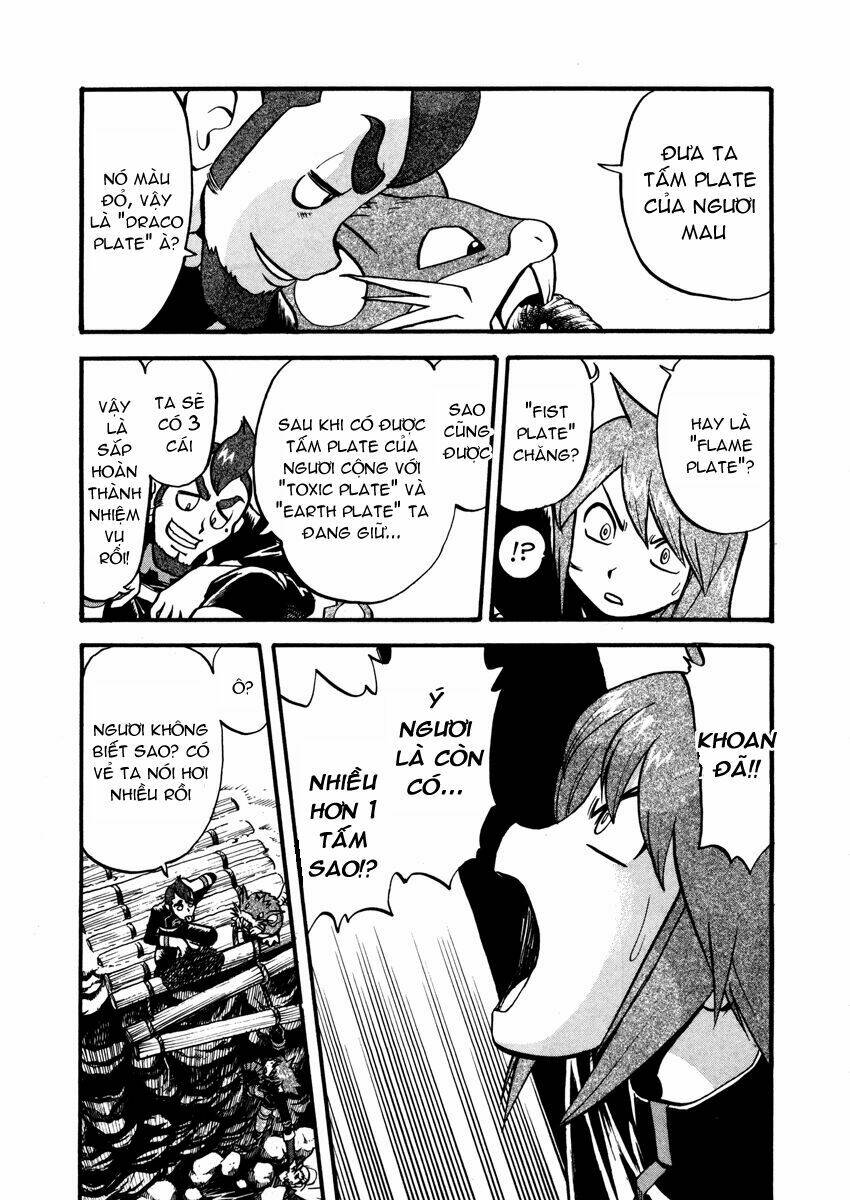 ĐƯA TA
TẤM PLATE
CỦA NGƯƠI
MAU
NÓ MÀU
ĐỎ, VẬY
LÀ "DRACO
PLATE" À?
HAY LÀ
"FLAME
PLATE"?
"FIST
PLATE"
CHĂNG?
!?
SAO
CŨNG
ĐƯỢC
SAU KHI CÓ ĐƯỢC
TẤM PLATE CỦA
NGƯƠI CỘNG VỚI
"TOXIC PLATE" VÀ
"EARTH PLATE" TA
ĐANG GIỮ...
TA SẼ
CÓ 3
CÁI
VẬY
LÀ
SẮP
HOÀN
THÀNH
NHIỆM
VỤ
RỒI!
KHOAN
ĐÃ!!
Ý
NGƯƠI
LÀ CÒN
CÓ...
NHIỀU
HƠN 1
TẤM
SAO!?
Ô?
NGƯƠI KHÔNG
BIẾT SAO? CÓ
VẺ TA NÓI HƠI
NHIỀU RỒI